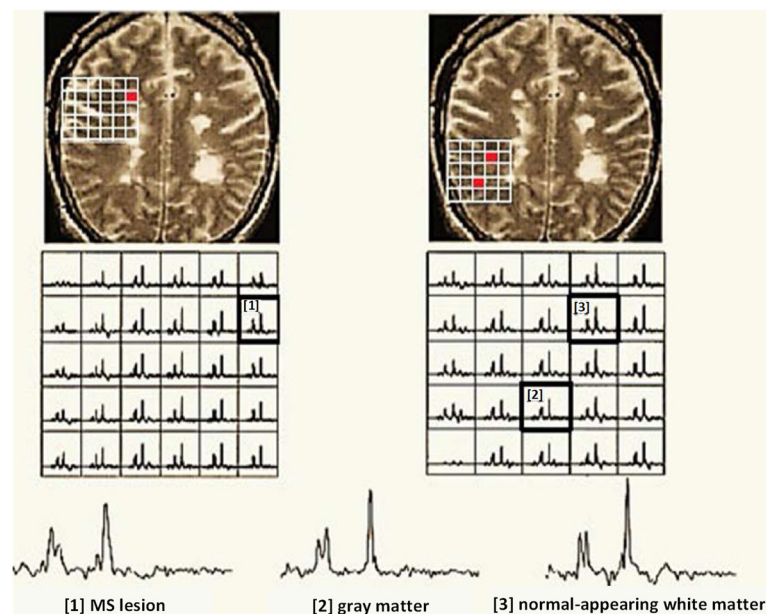 [1]
[3]
[2]
[1] MS lesion
[2] gray matter
[3] normal-appearing white matter